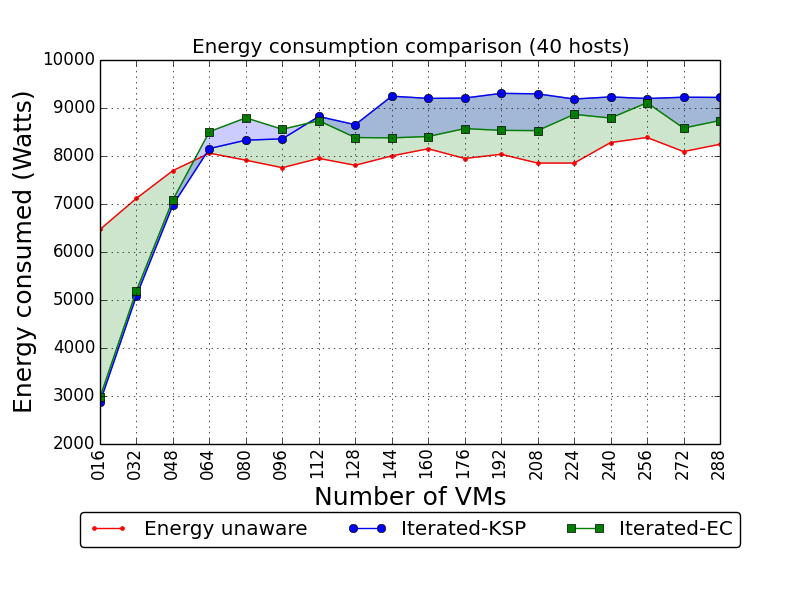 Energy consumption comparison (40 hosts)
Energy consumed (Watts)
10000
9000
8000
7000
6000
5000
4000
3000
2000
016 032 048 064 080 096 112 128 144 160 176 192 208 224 240 256 272 288
Number of VMs
Energy unaware Iterated-KSP Iterated-EC